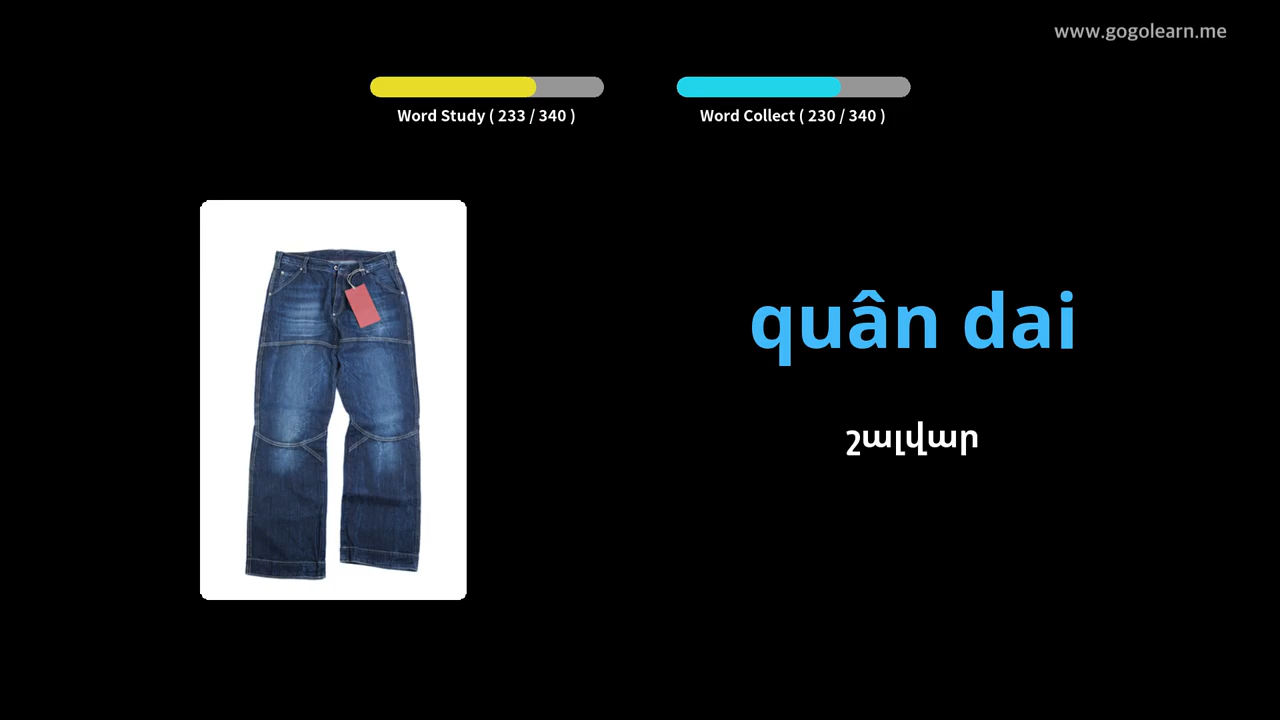 www.gogolearn.me
Word Study ( 233 / 340 )
Word Collect ( 230 / 340 )
quân dai
շալվար